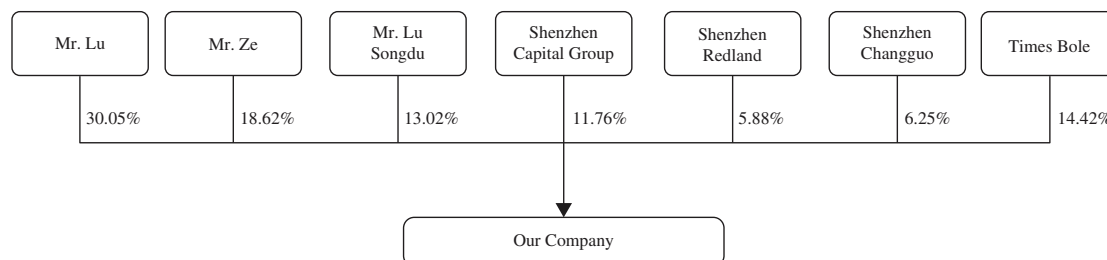 Mr. Lu
Mr. Ze
Mr. Lu
Songdu
Shenzhen
Capital Group
Shenzhen
Redland
Shenzhen
Changguo
Times Bole
30.05%
18.62%
13.02%
11.76%
5.88%
6.25%
14.42%
Our Company